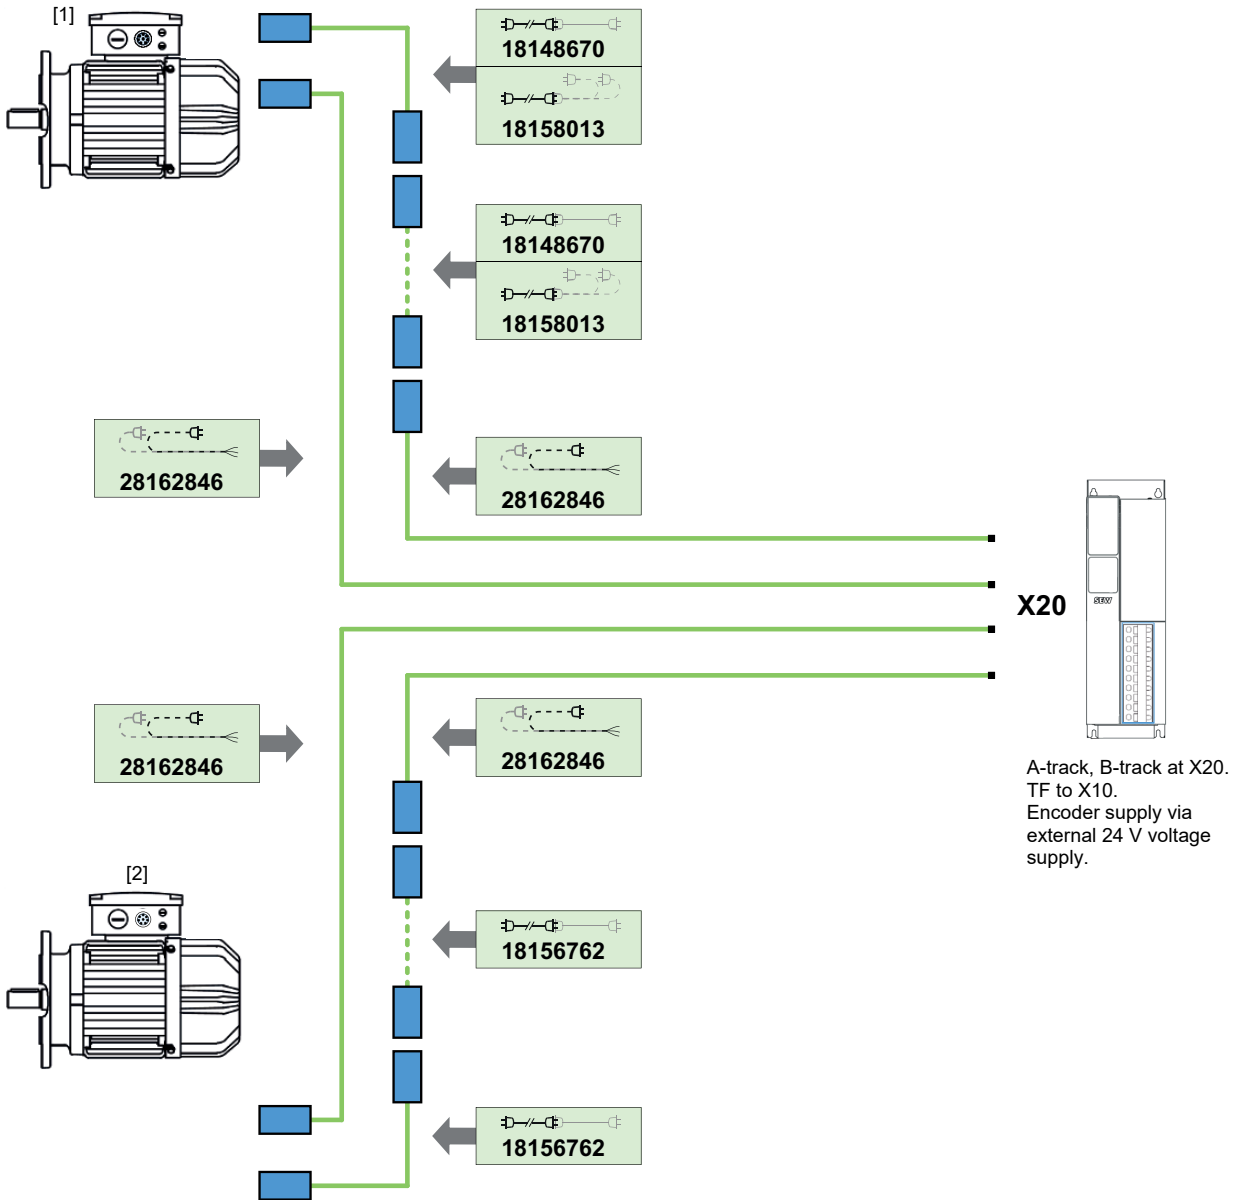 [1]
18148670
18158013
18148670
18158013
28162846
28162846
X20
SEW
28162846
28162846
A-track, B-track at X20.
TF to X10.
Encoder supply via
external 24 V voltage
supply.
[2]
18156762
18156762